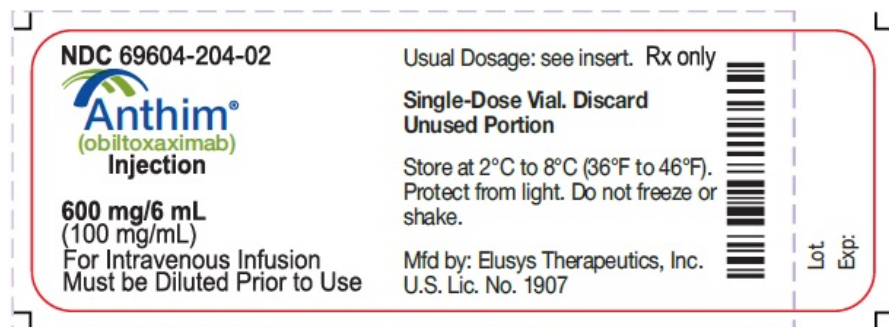 NDC 69604-204-02
Anthim®
(obiltoxaximab)
Injection
600 mg/6 mL
(100 mg/mL)
For Intravenous Infusion
Must be Diluted Prior to Use
Usual Dosage: see insert. Rx only
Single-Dose Vial. Discard
Unused Portion
Store at 2°C to 8°C (36°F to 46°F).
Protect from light. Do not freeze or
shake.
Mfd by: Elusys Therapeutics, Inc.
U.S. Lic. No. 1907
Lot.
Exp: